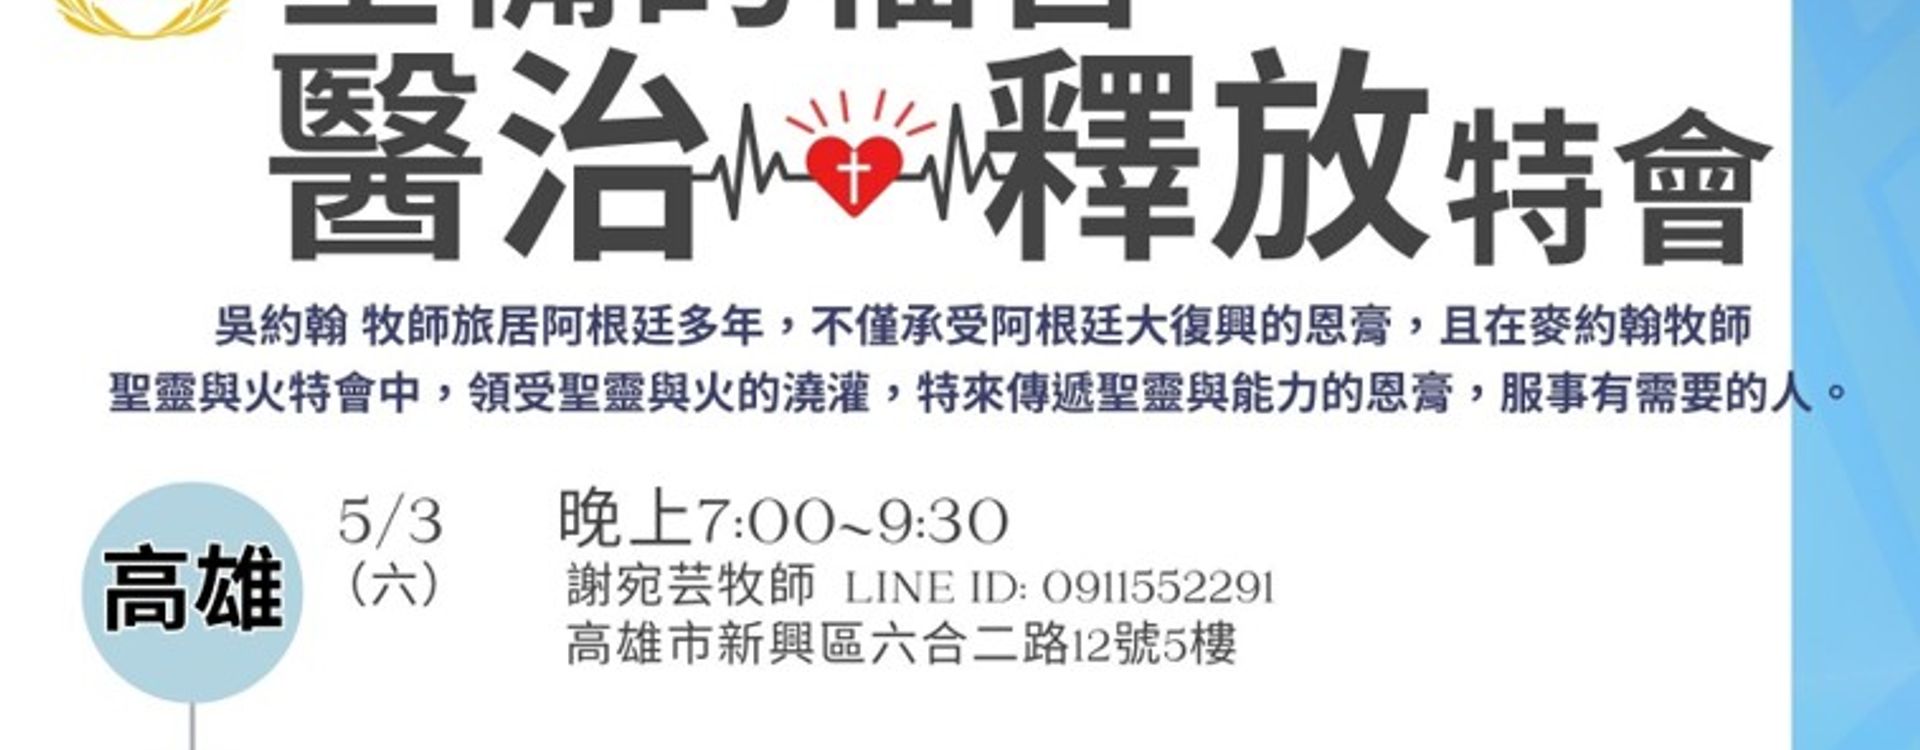 醫治釋放特會
吳約翰 牧師旅居阿根廷多年，不僅承受阿根廷大復興的恩膏，且在麥約翰牧師
聖靈與火特會中，領受聖靈與火的澆灌，特來傳遞聖靈與能力的恩膏，服事有需要的人。
高雄
5/3
（六）
晚上7:00~9:30
謝宛芸牧師 LINE ID: 0911552291
高雄市新興區六合二路12號5樓